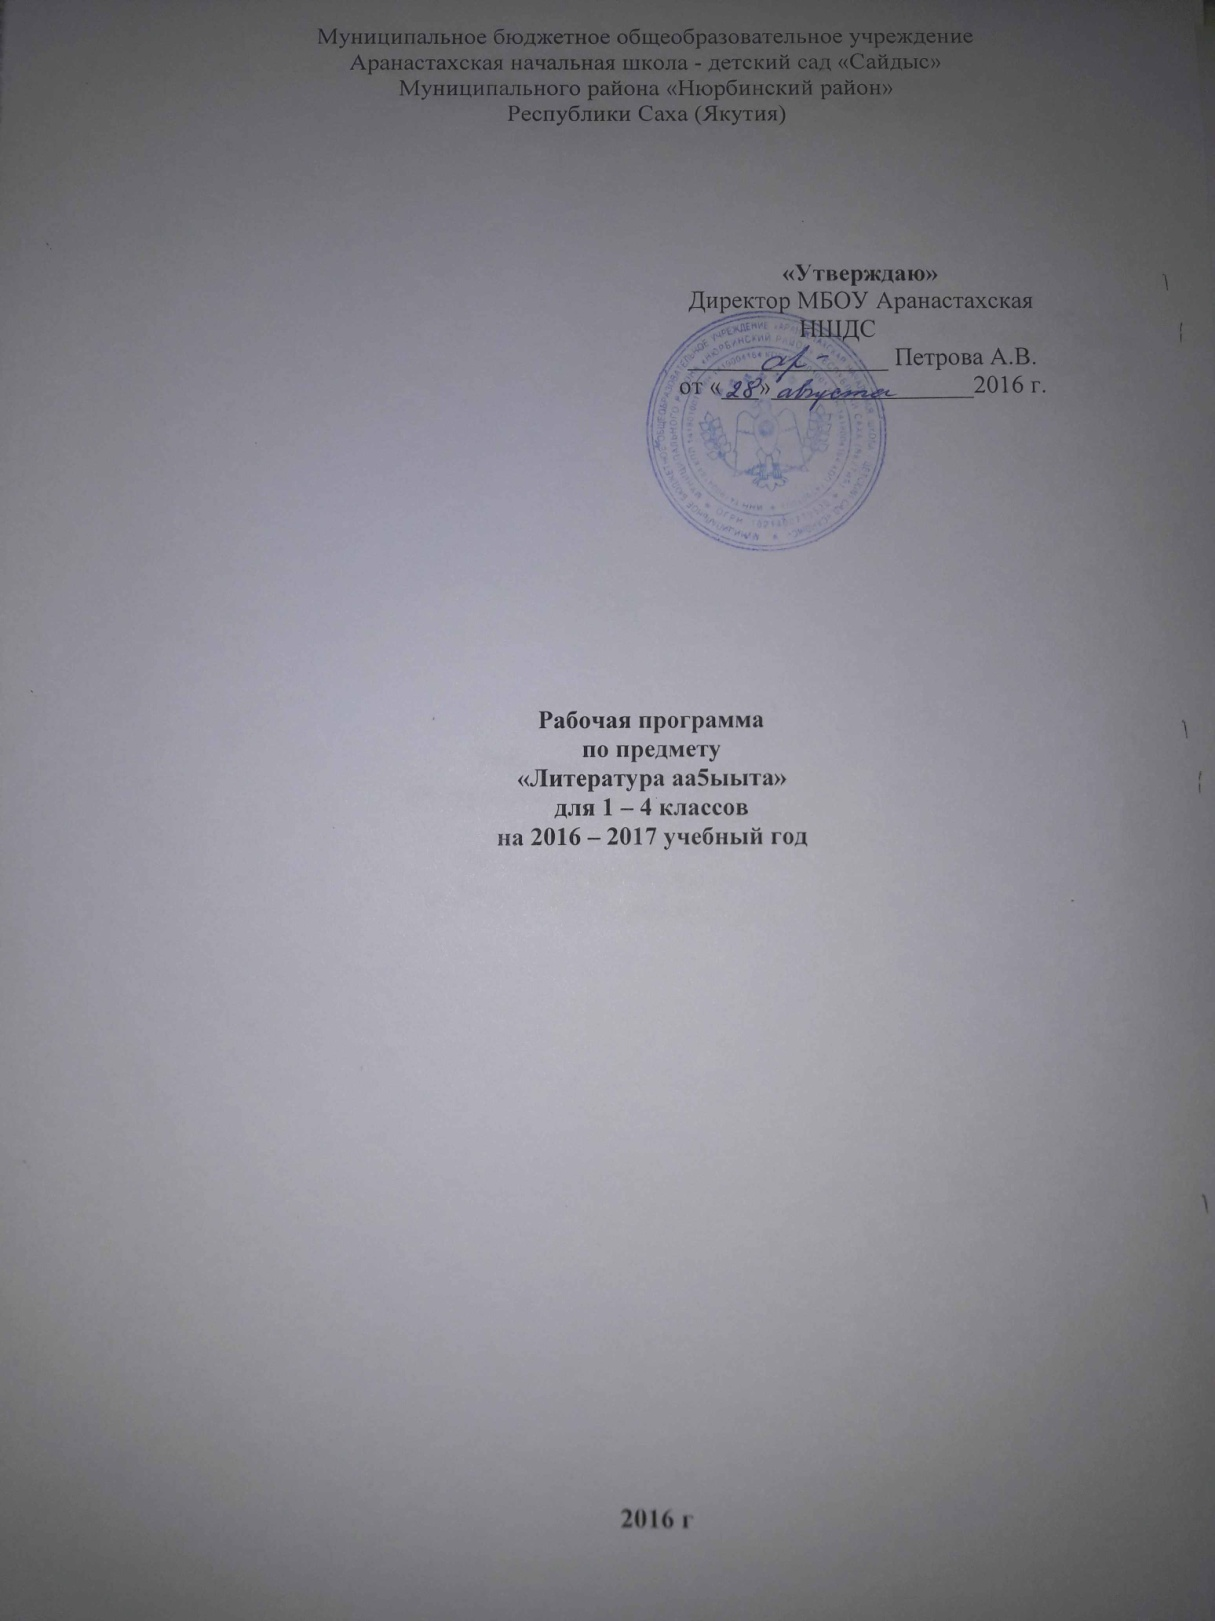 Муниципальное бюджетное общеобразовательное учреждение
Аранастахская начальная школа - детский сад «Сайдыс»
Муниципального района «Нюрбинский район»
Республики Саха (Якутия)
«Утверждаю»
Директор МБОУ Аранастахская
НШДС
Петрова А.В.
от «28» августа 2016 г.
Рабочая программа
по предмету
«Литература аа5ыыта»
для 1 – 4 классов
на 2016 – 2017 учебный год
2016 г